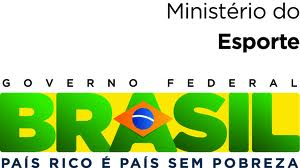 Ministério do
Esporte
GOVERNO FEDERAL
BRASIL
PAÍS RICO É PAÍS SEM POBREZA